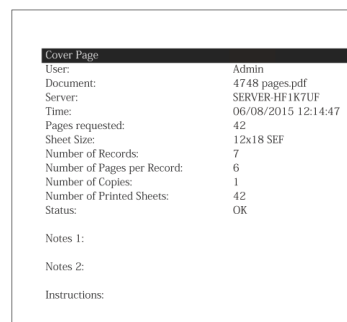 Cover Page
User: Admin
Document: 4748 pages.pdf
Server: SERVER-HF1K7UF
Time: 06/08/2015 12:14:47
Pages requested: 42
Sheet Size: 12x18 SEF
Number of Records: 7
Number of Pages per Record: 6
Number of Copies: 1
Number of Printed Sheets: 42
Status: OK
Notes 1:
Notes 2:
Instructions: